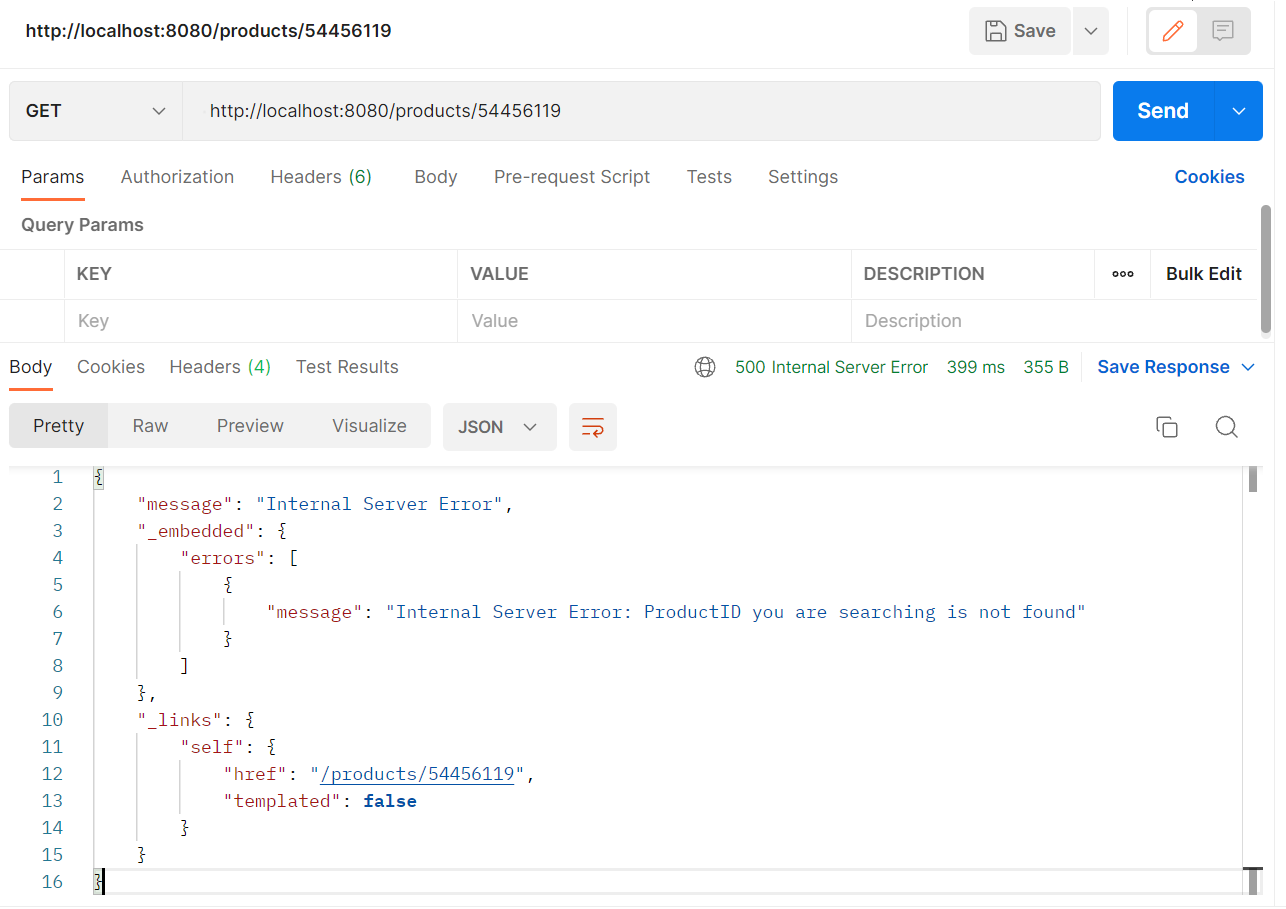 http://localhost:8080/products/54456119
Save
GET
http://localhost:8080/products/54456119
Send
Params Authorization Headers (6) Body Pre-request Script Tests Settings Cookies
Query Params
KEY VALUE DESCRIPTION ooo Bulk Edit
Key Value Description
Body Cookies Headers (4) Test Results 500 Internal Server Error 399 ms 355 B Save Response
Pretty Raw Preview Visualize JSON
1 {
2 "message": "Internal Server Error",
3 "_embedded": {
4 "errors": [
5 {
6 "message": "Internal Server Error: ProductID you are searching is not found"
7 }
8 ]
9 },
10 "_links": {
11 "self": {
12 "href": "/products/54456119",
13 "templated": false
14 }
15 }
16 }